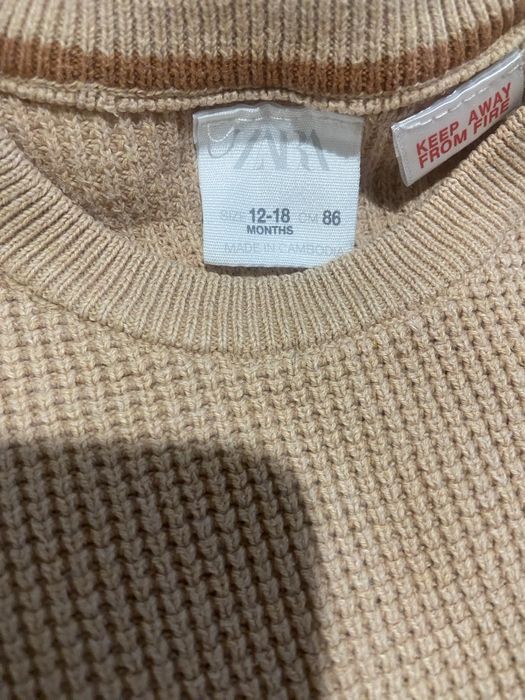 ZARA
SIZE 12-18 CM 86
MONTHS
MADE IN CAMBODIA
KEEP AWAY
FROM FIRE